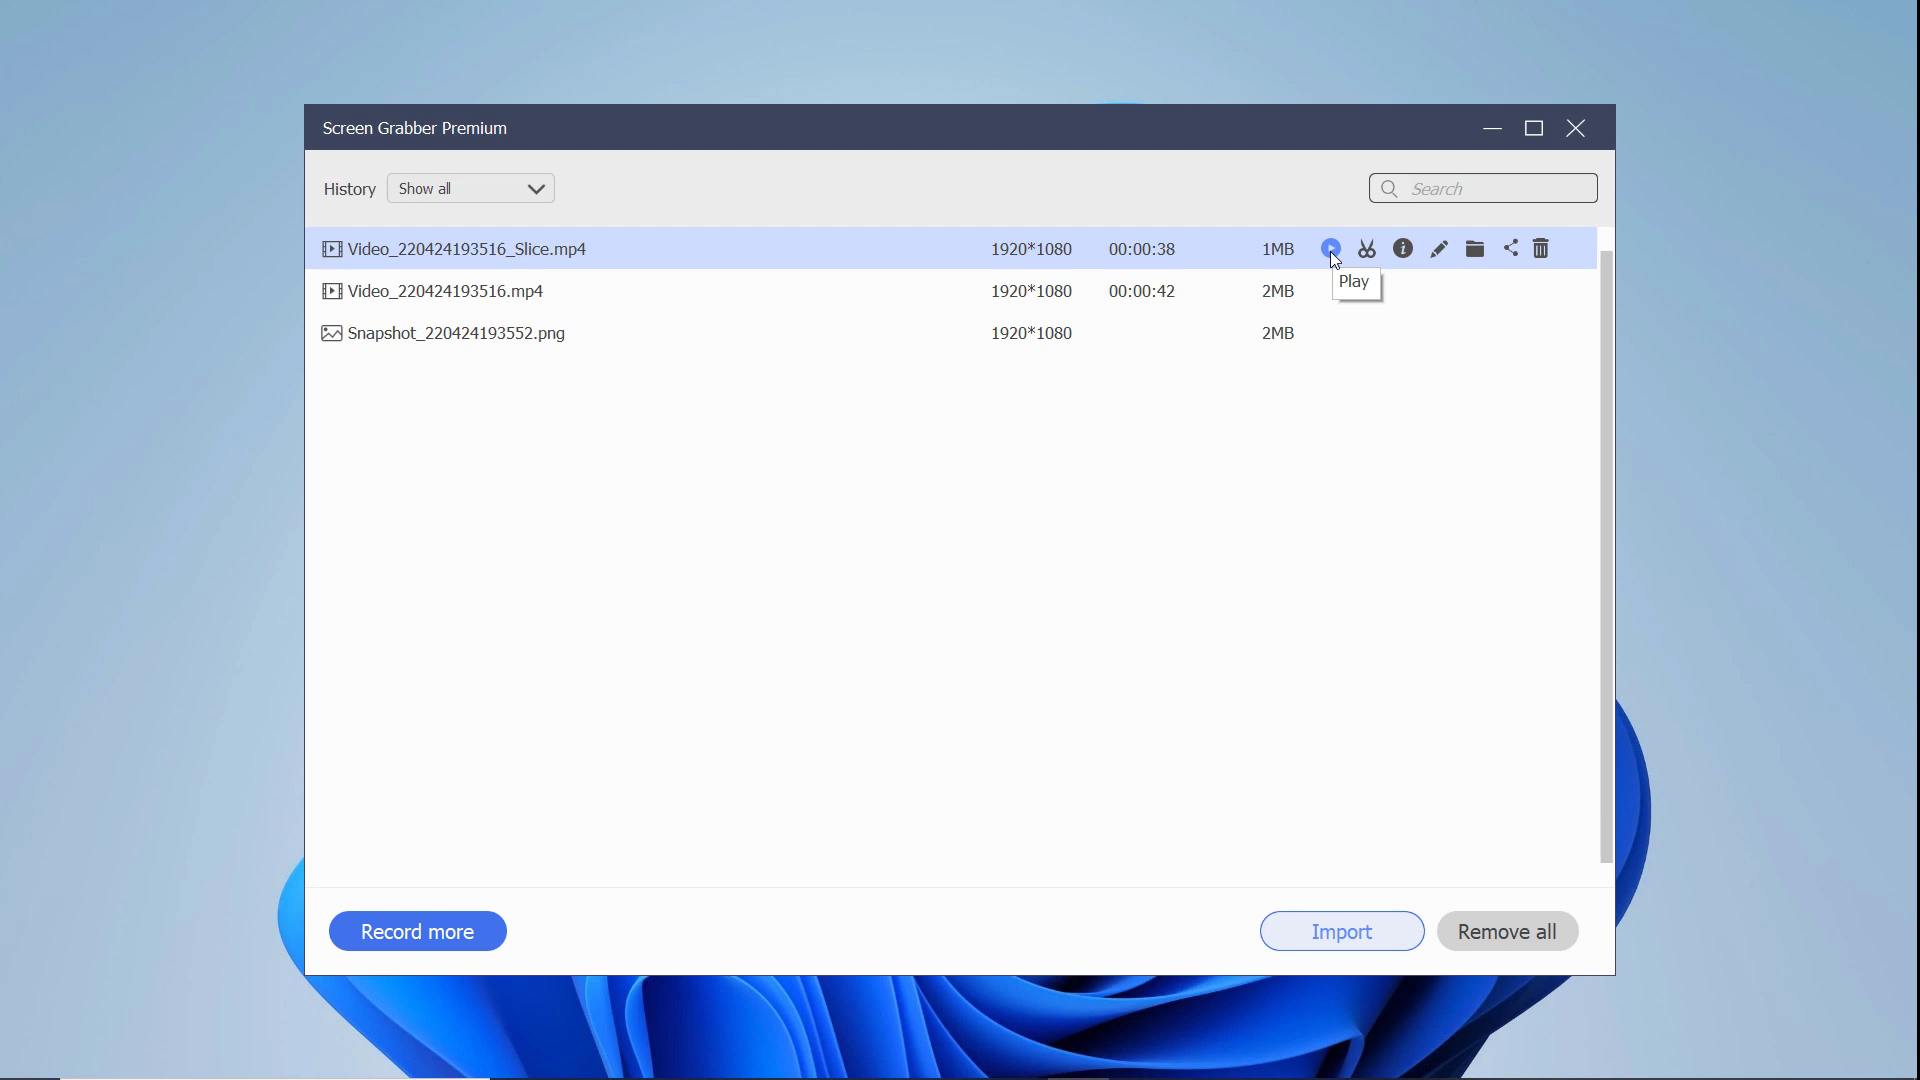 Screen Grabber Premium
History Show all Search
Video_220424193516_Slice.mp4 1920*1080 00:00:38 1MB
Play
Video_220424193516.mp4 1920*1080 00:00:42 2MB
Snapshot_220424193552.png 1920*1080 2MB
Record more Import Remove all